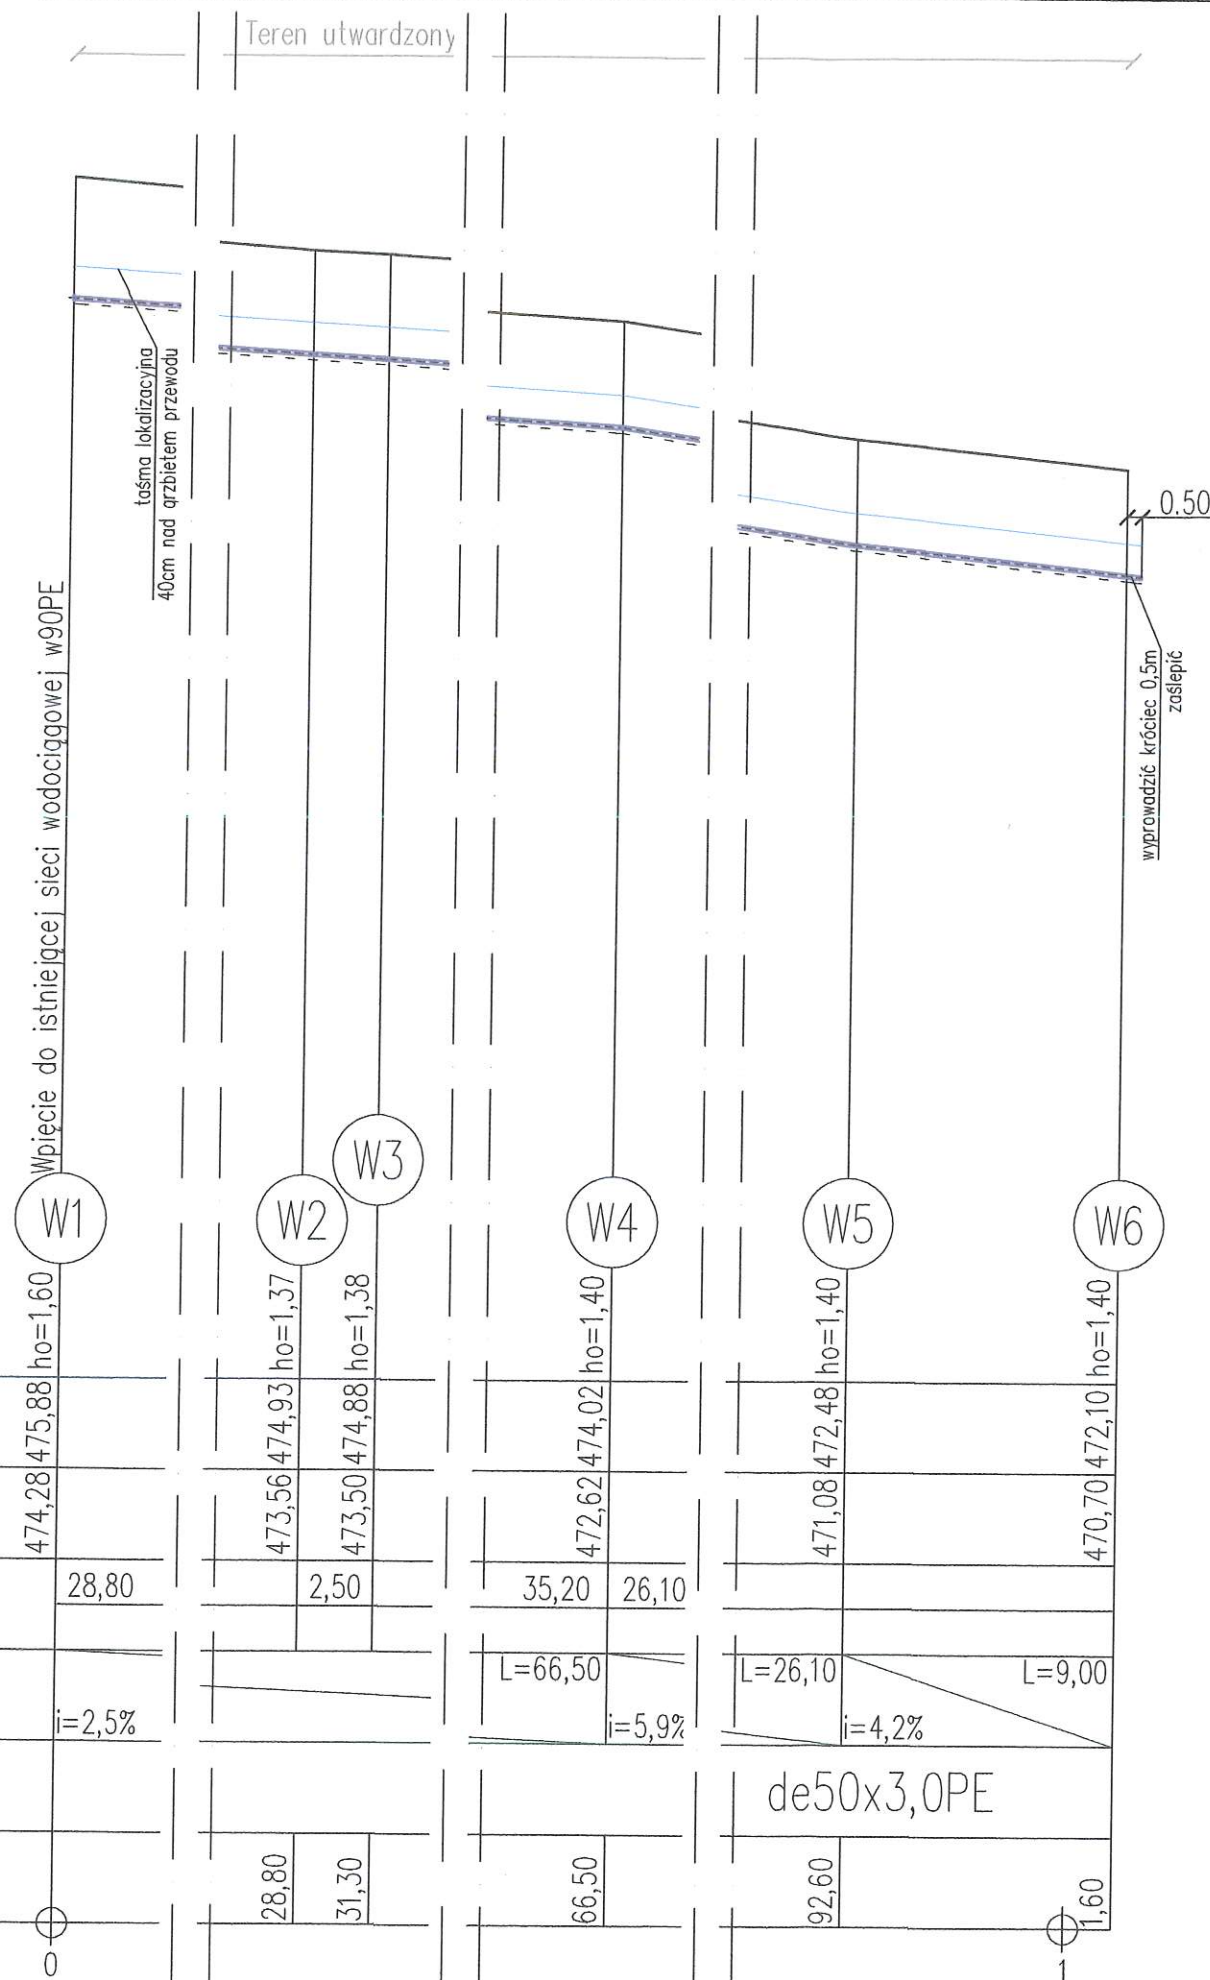 Teren utwardzony
taśma lokalizacyjna
40cm nad grzbietem przewodu
0.50
wyprowadzić króciec 0,5m
zaślepić
Wpięcie do istniejącej sieci wodociągowej w90PE
W1
W2
W3
W4
W5
W6
474,28 475,88 ho=1,60
473,56 474,93 ho=1,37
473,50 474,88 ho=1,38
472,62 474,02 ho=1,40
471,08 472,48 ho=1,40
470,70 472,10 ho=1,40
28,80
2,50
35,20
26,10
L=66,50
L=26,10
L=9,00
i=2,5%
i=5,9%
i=4,2%
de50x3,0PE
28,80
31,30
66,50
92,60
1,60
0
1